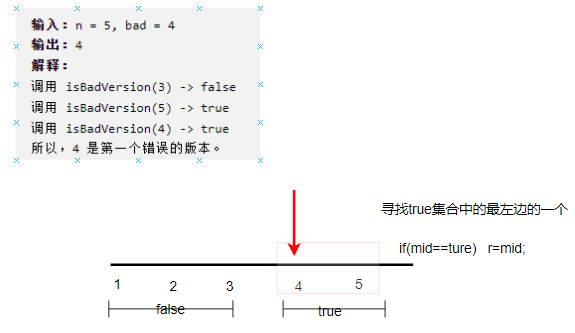 输入：n = 5, bad = 4
输出：4
解释：
调用 isBadVersion(3) -> false
调用 isBadVersion(5) -> true
调用 isBadVersion(4) -> true
所以，4 是第一个错误的版本。
寻找true集合中的最左边的一个
if(mid==ture) r=mid;
1 2 3 4 5
false true